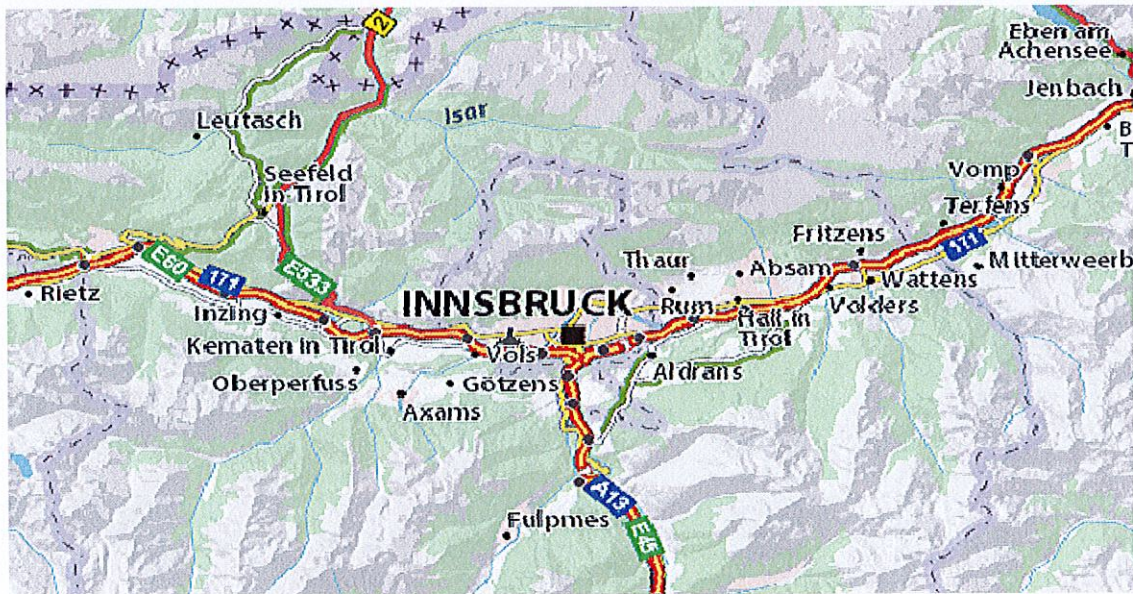 2
Eben am
Achensee
Jenbach
Isar
Leutasch
Seefeld
in Tirol
Vomp
Terfens
171
Fritzens
Mitterweerb
Thaur
Absam
Wattens
E60
171
E533
Rietz
INNSBRUCK
Rum
Volders
Inzing
Hall in
Tirol
Kematen in Tirol
Völs
Aldrans
Oberperfuss
Götzens
Axams
A13
Fulpmes
E45